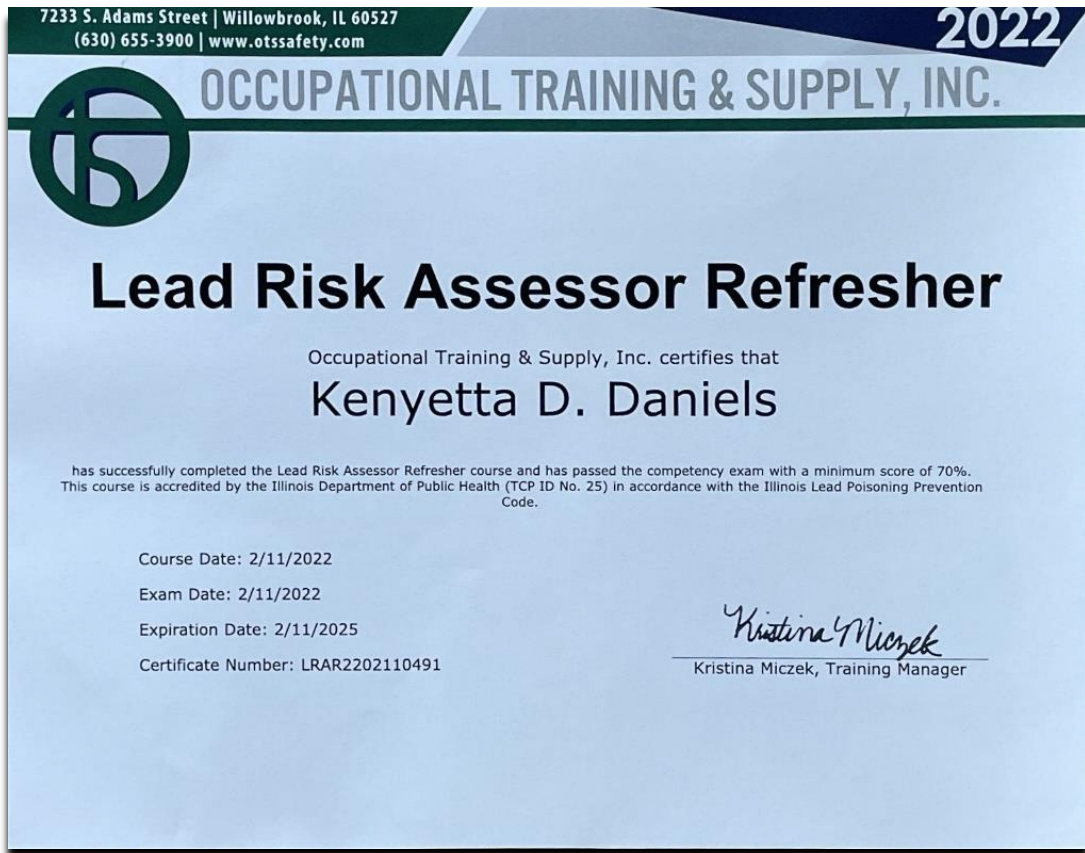 7233 S. Adams Street | Willowbrook, IL 60527
(630) 655-3900 | www.otssafety.com
2022
OCCUPATIONAL TRAINING & SUPPLY, INC.
Lead Risk Assessor Refresher
Occupational Training & Supply, Inc. certifies that
Kenyetta D. Daniels
has successfully completed the Lead Risk Assessor Refresher course and has passed the competency exam with a minimum score of 70%.
This course is accredited by the Illinois Department of Public Health (TCP ID No. 25) in accordance with the Illinois Lead Poisoning Prevention
Code.
Course Date: 2/11/2022
Exam Date: 2/11/2022
Expiration Date: 2/11/2025
Certificate Number: LRAR2202110491
Kristina Miczek
Kristina Miczek, Training Manager